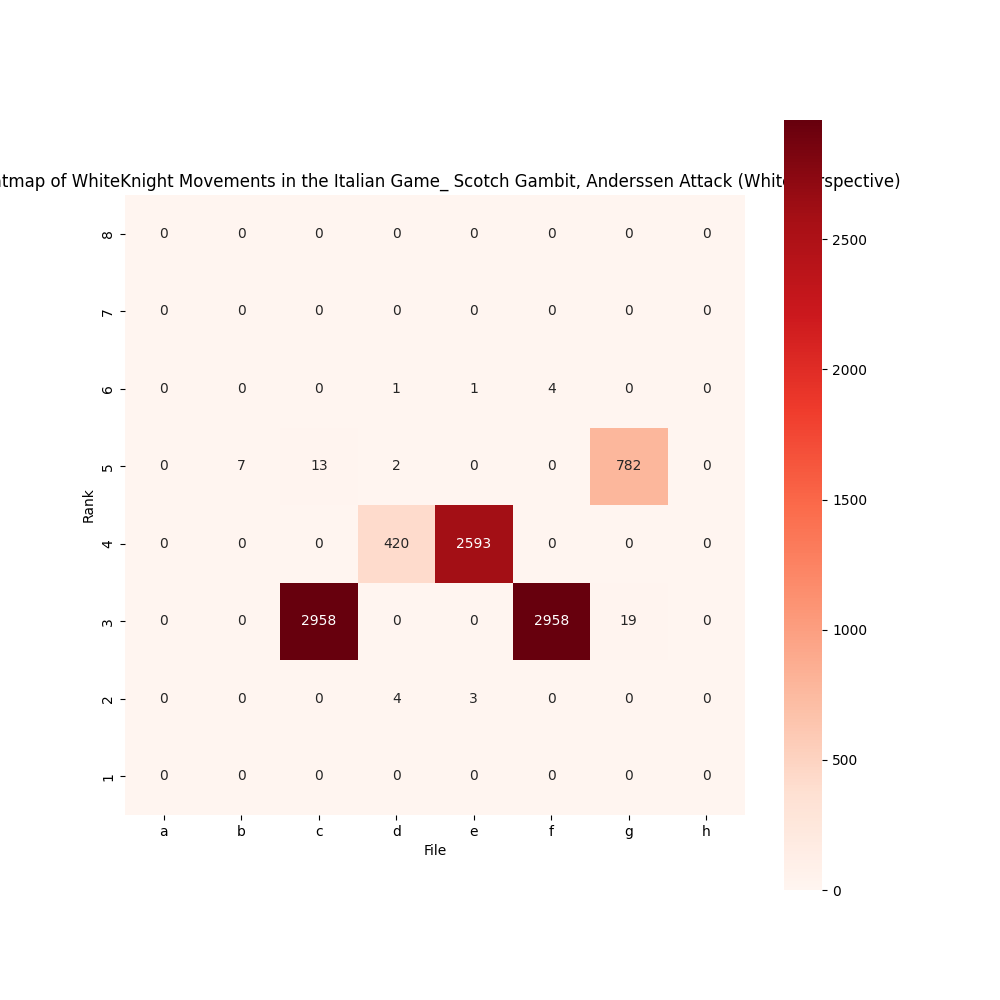 of WhiteKnight Movements in the Italian Game_ Scotch Gambit, Anderssen Attack
8 0 0 0 0 0 0 0 0
7 0 0 0 0 0 0 0 0
6 0 0 0 1 1 4 0 0
5 0 7 13 2 0 0 782 0
4 0 0 0 420 2593 0 0 0
3 0 0 2958 0 0 2958 19 0
2 0 0 0 4 3 0 0 0
1 0 0 0 0 0 0 0 0
a b c d e f g h
File
Rank
2500
2000
1500
1000
500
0